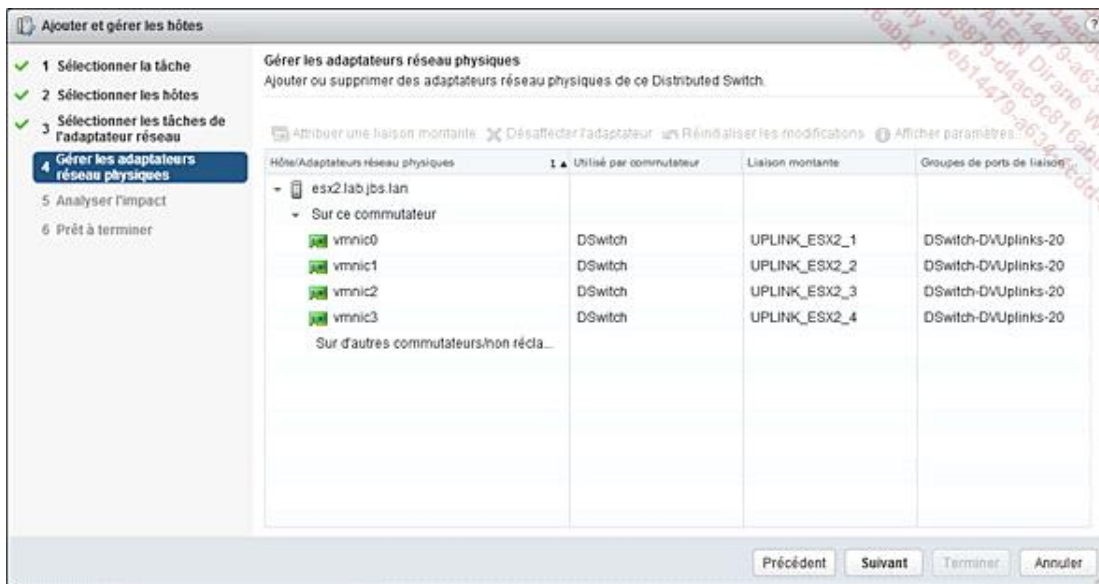 Ajouter et gérer les hôtes
?
1 Sélectionner la tâche
2 Sélectionner les hôtes
3 Sélectionner les tâches de
l'adaptateur réseau
4 Gérer les adaptateurs
réseau physiques
5 Analyser l'impact
6 Prêt à terminer
Gérer les adaptateurs réseau physiques
Ajouter ou supprimer des adaptateurs réseau physiques de ce Distributed Switch.
Attribuer une liaison montante Désaffecter l'adaptateur Réinitialiser les modifications Afficher paramètres
Hôte/Adaptateurs réseau physiques 1 ▲ Utilisé par commutateur Liaison montante Groupes de ports de liaison
esx2.lab.jbs.lan
Sur ce commutateur
vmnic0 DSwitch UPLINK_ESX2_1 DSwitch-DVUplinks-20
vmnic1 DSwitch UPLINK_ESX2_2 DSwitch-DVUplinks-20
vmnic2 DSwitch UPLINK_ESX2_3 DSwitch-DVUplinks-20
vmnic3 DSwitch UPLINK_ESX2_4 DSwitch-DVUplinks-20
Sur d'autres commutateurs/non récla...
Précédent Suivant Terminer Annuler